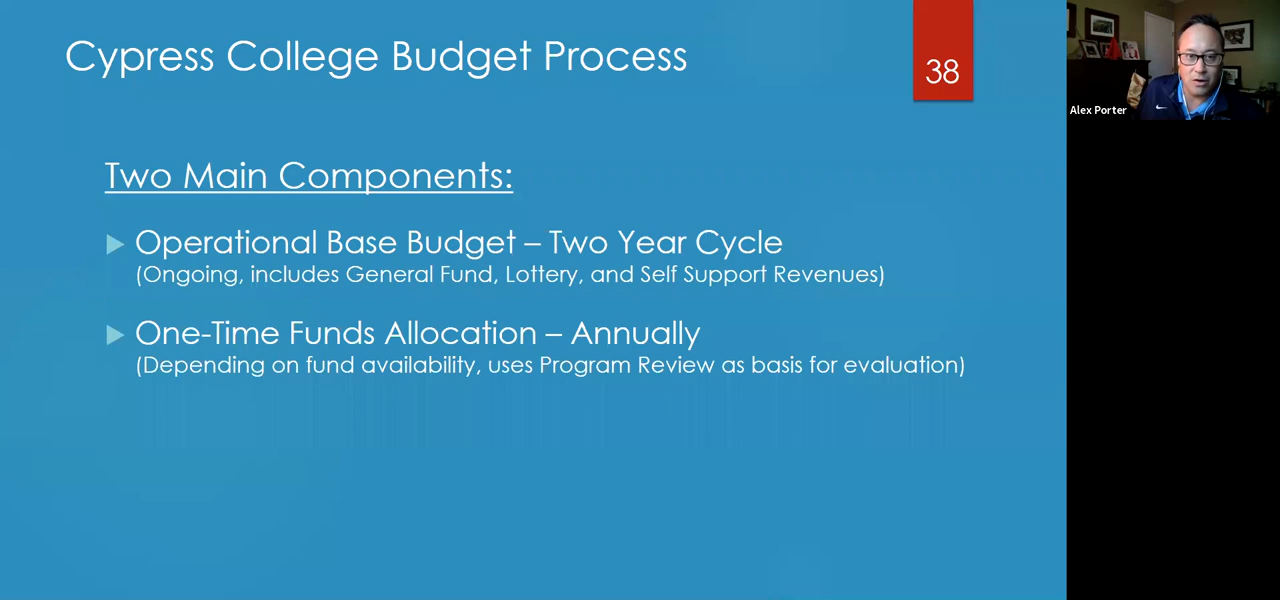 Cypress College Budget Process
38
Alex Porter
Two Main Components:
Operational Base Budget – Two Year Cycle
(Ongoing, includes General Fund, Lottery, and Self Support Revenues)
One-Time Funds Allocation – Annually
(Depending on fund availability, uses Program Review as basis for evaluation)